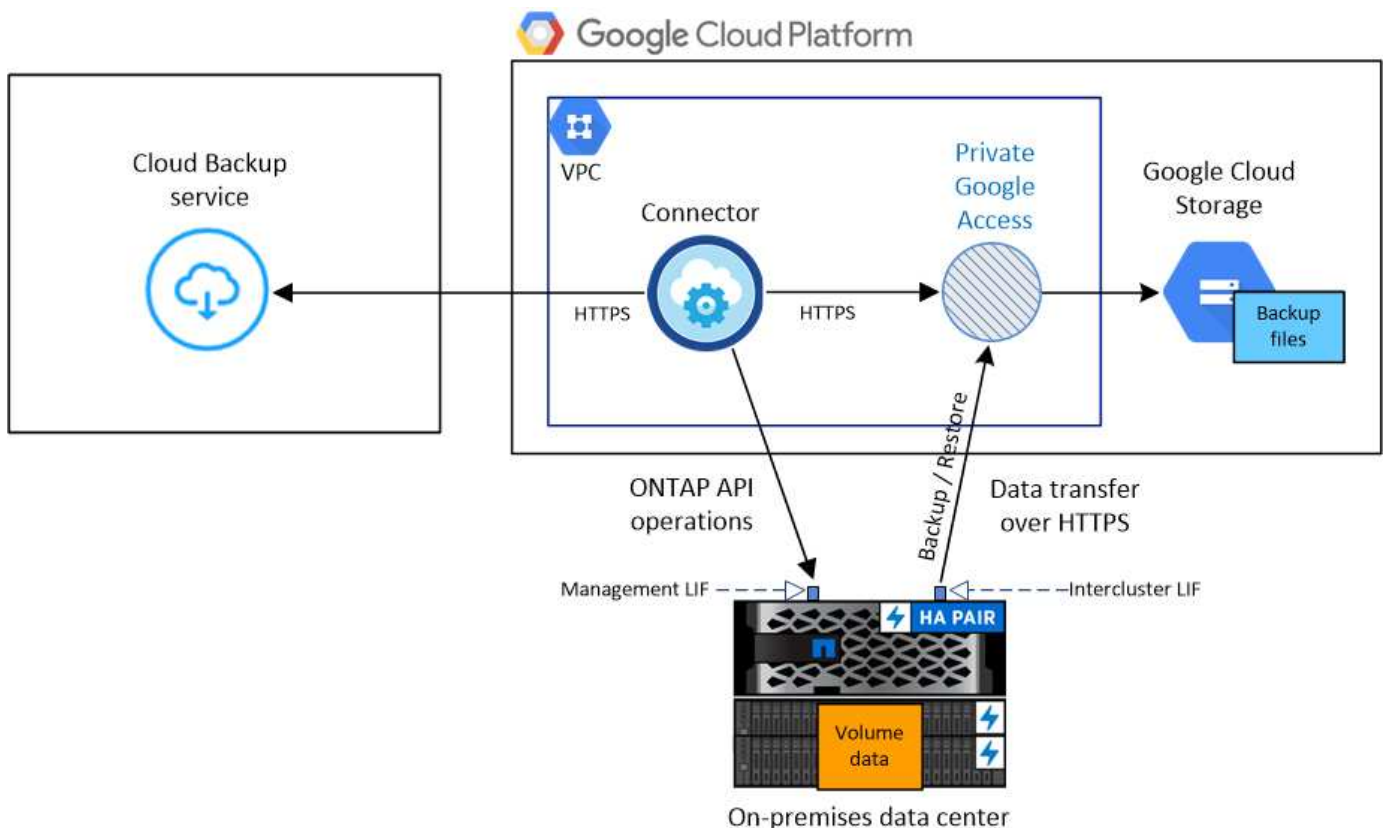 Google Cloud Platform
Cloud Backup
service
VPC
Connector
Private
Google
Access
Google Cloud
Storage
Backup
files
HTTPS
HTTPS
ONTAP API
operations
Backup / Restore
Data transfer
over HTTPS
Management LIF
Intercluster LIF
HA PAIR
Volume
data
On-premises data center